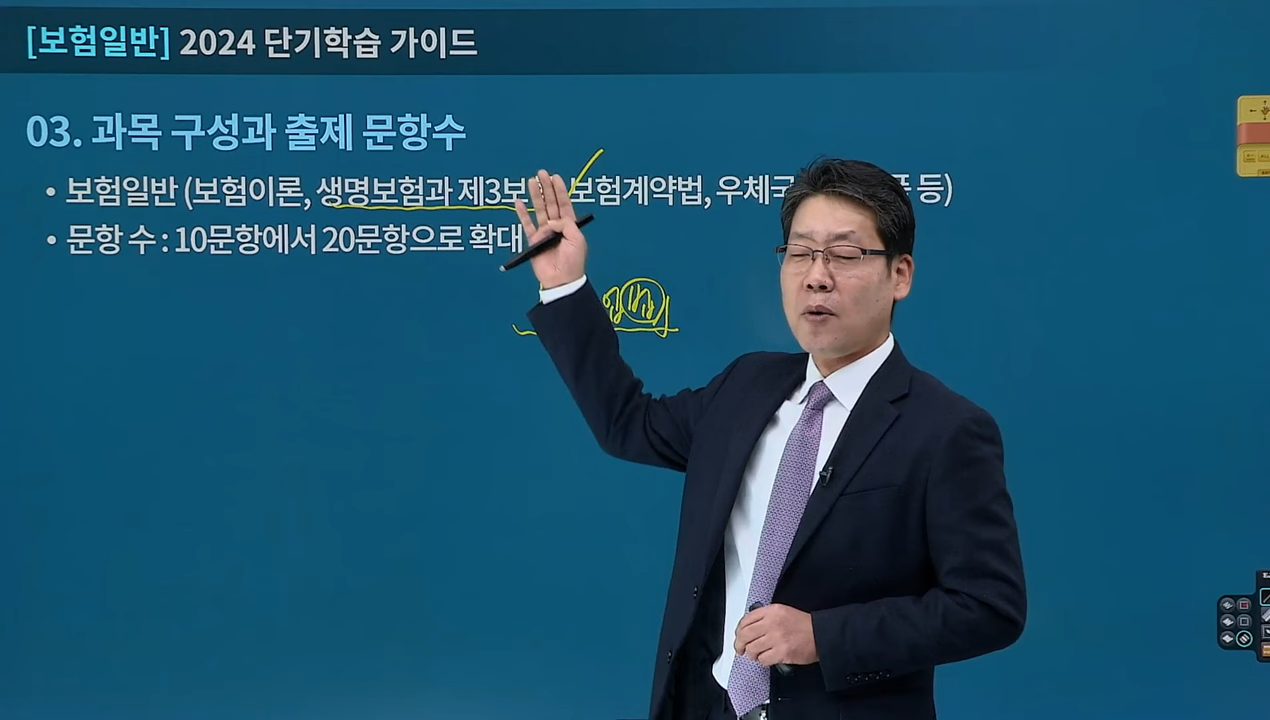 [보험일반] 2024 단기학습 가이드
03. 과목 구성과 출제 문항수
• 보험일반 (보험이론, 생명보험과 제3보 보험계약법, 우체국 등)
• 문항 수 : 10문항에서 20문항으로 확대